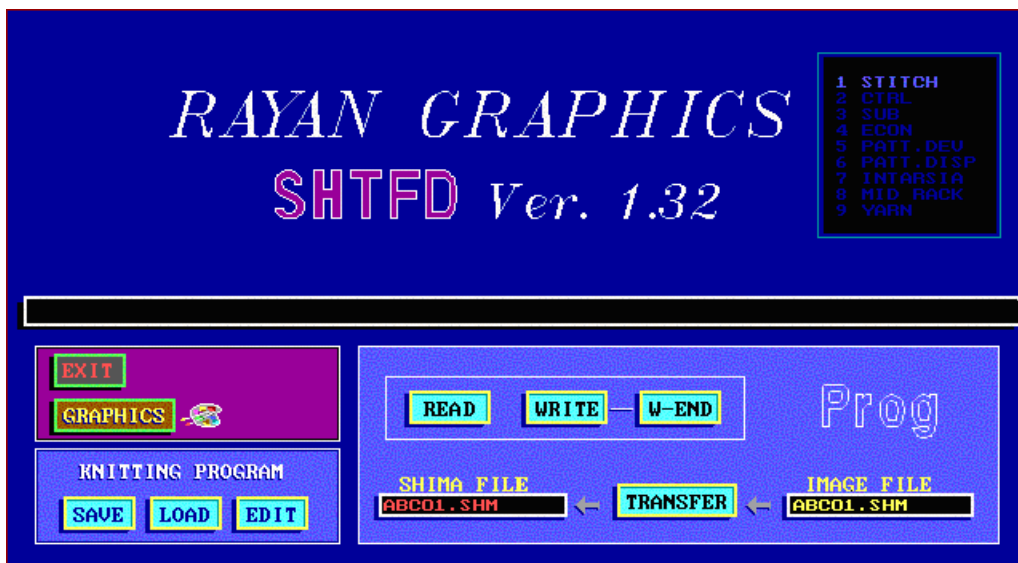 RAYAN GRAPHICS
SHTFD Ver. 1.32
1 STITCH
2 CTRL
3 SUB
4 ECON
5 PATT.DEV
6 PATT.DISP
7 INTARSIA
8 MID RACK
9 YARN
EXIT
GRAPHICS
KNITTING PROGRAM
SAVE LOAD EDIT
READ WRITE W-END
Prog
SHIMA FILE IMAGE FILE
ABCO1.SHM TRANSFER ABCO1.SHM